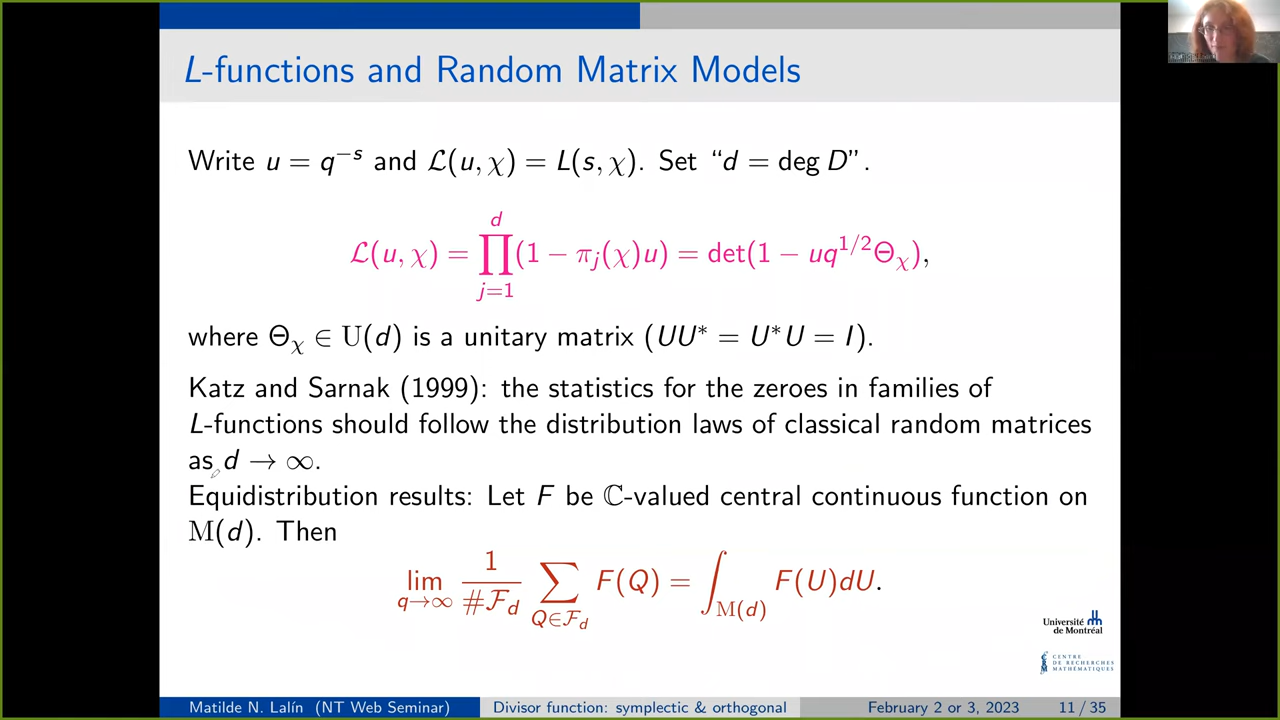 L-functions and Random Matrix Models
Write u = q^{−s} and ℒ(u, χ) = L(s, χ). Set “d = deg D”.
ℒ(u, χ) = ∏_{j=1}^{d} (1 − π_j(χ)u) = det(1 − uq^{1/2}Θ_χ),
where Θ_χ ∈ U(d) is a unitary matrix (UU* = U*U = I).
Katz and Sarnak (1999): the statistics for the zeroes in families of
L-functions should follow the distribution laws of classical random matrices
as d → ∞.
Equidistribution results: Let F be ℂ-valued central continuous function on
M(d). Then
lim_{q→∞} 1/#ℱ_d ∑_{Q∈ℱ_d} F(Q) = ∫_{M(d)} F(U)dU.
Université
de Montréal
CENTRE
DE RECHERCHES
MATHÉMATIQUES
Matilde N. Lalín (NT Web Seminar) Divisor function: symplectic & orthogonal February 2 or 3, 2023 11 / 35